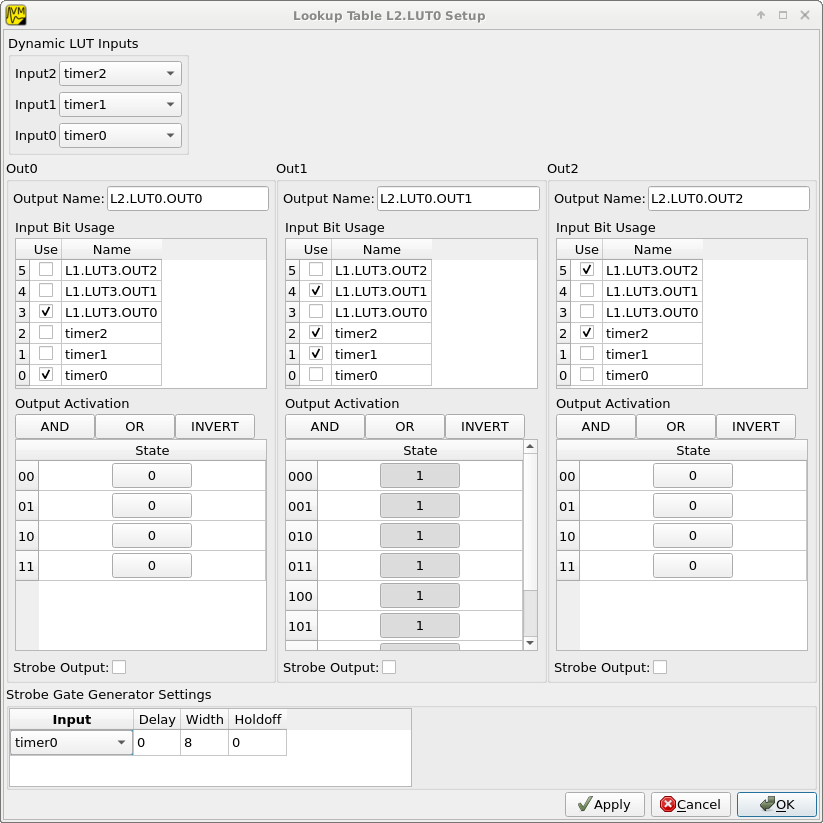 Lookup Table L2.LUT0 Setup
Dynamic LUT Inputs
Input2 timer2
Input1 timer1
Input0 timer0
Out0
Output Name: L2.LUT0.OUT0
Input Bit Usage
Use Name
5 L1.LUT3.OUT2
4 L1.LUT3.OUT1
3 L1.LUT3.OUT0
2 timer2
1 timer1
0 timer0
Output Activation
AND OR INVERT
State
00 0
01 0
10 0
11 0
Strobe Output:
Out1
Output Name: L2.LUT0.OUT1
Input Bit Usage
Use Name
5 L1.LUT3.OUT2
4 L1.LUT3.OUT1
3 L1.LUT3.OUT0
2 timer2
1 timer1
0 timer0
Output Activation
AND OR INVERT
State
000 1
001 1
010 1
011 1
100 1
101 1
Strobe Output:
Out2
Output Name: L2.LUT0.OUT2
Input Bit Usage
Use Name
5 L1.LUT3.OUT2
4 L1.LUT3.OUT1
3 L1.LUT3.OUT0
2 timer2
1 timer1
0 timer0
Output Activation
AND OR INVERT
State
00 0
01 0
10 0
11 0
Strobe Output:
Strobe Gate Generator Settings
Input Delay Width Holdoff
timer0 0 8 0
Apply Cancel OK